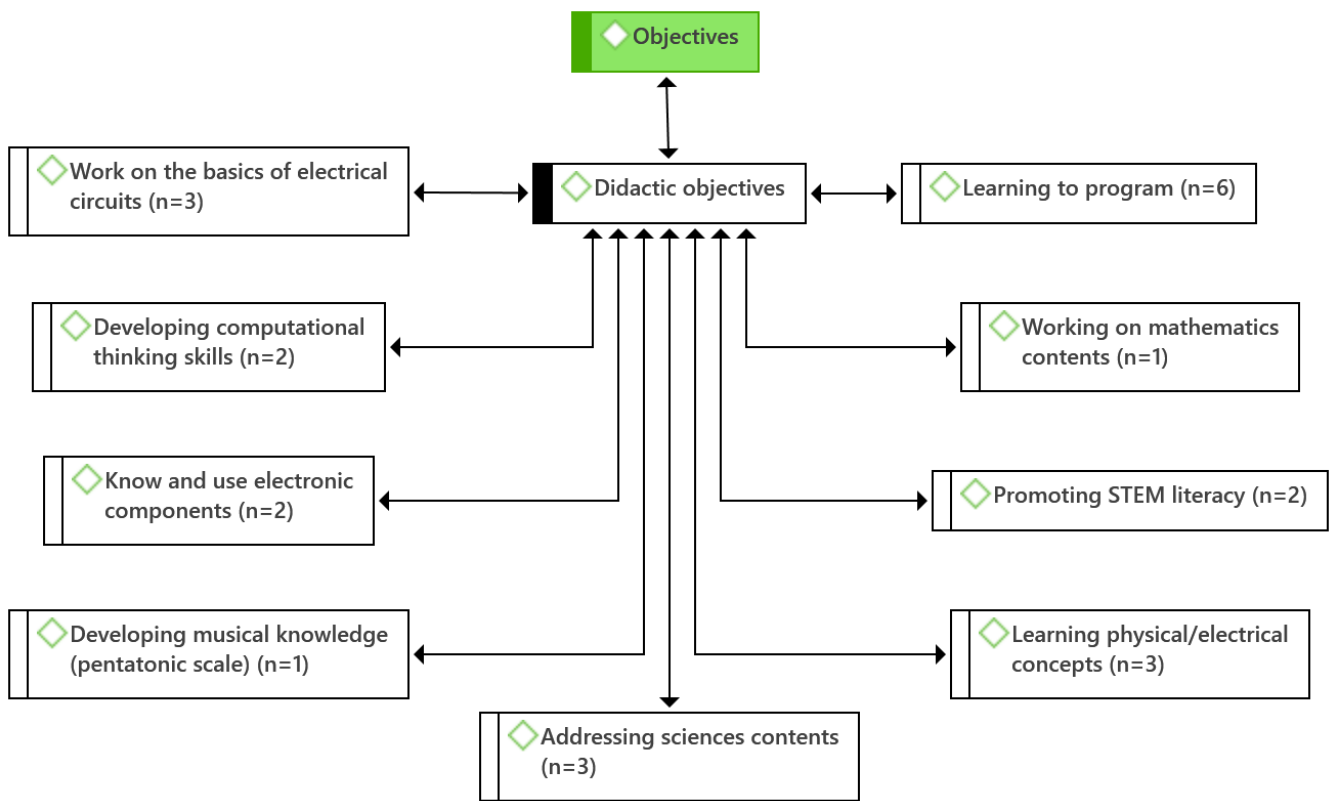 Objectives
Work on the basics of electrical
circuits (n=3)
Didactic objectives
Learning to program (n=6)
Developing computational
thinking skills (n=2)
Working on mathematics
contents (n=1)
Know and use electronic
components (n=2)
Promoting STEM literacy (n=2)
Developing musical knowledge
(pentatonic scale) (n=1)
Learning physical/electrical
concepts (n=3)
Addressing sciences contents
(n=3)